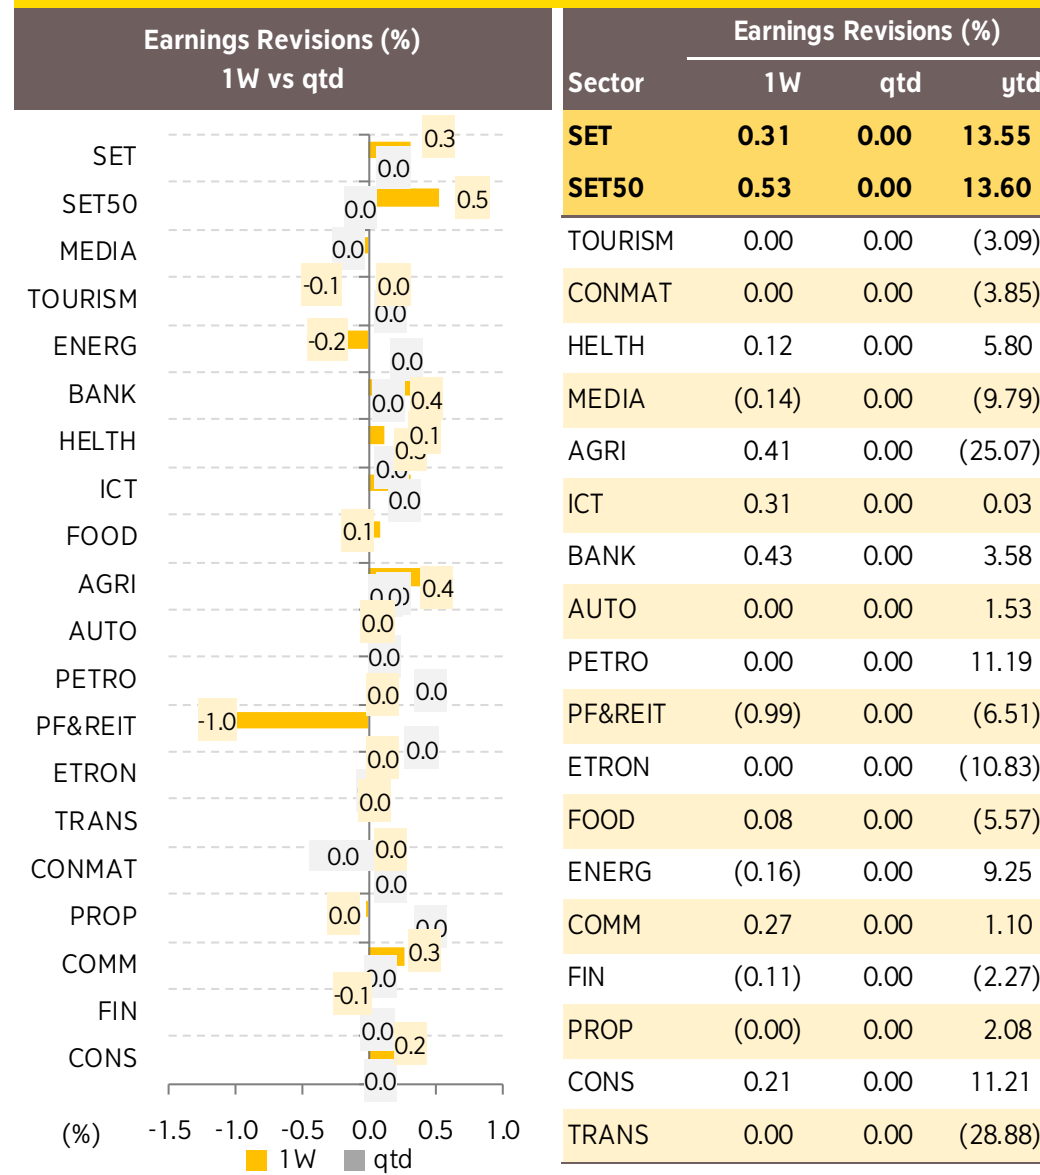 Earnings Revisions (%)
1W vs qtd
SET
0.3
0.0
SET50
0.5
0.0
MEDIA
0.0
TOURISM
-0.1
0.0
0.0
ENERG
-0.2
0.0
BANK
0.0
0.4
HELTH
0.1
0.0
ICT
0.0
FOOD
0.1
AGRI
0.4
AUTO
0.0
0.0
PETRO
0.0
0.0
PF&REIT
-1.0
0.0
ETRON
0.0
TRANS
0.0
CONMAT
0.0
0.0
0.0
PROP
0.0
0.0
COMM
0.3
0.0
FIN
-0.1
0.0
CONS
0.2
0.0
(%)
-1.5 -1.0 -0.5 0.0 0.5 1.0
1W qtd
Earnings Revisions (%)
Sector 1W qtd ytd
SET 0.31 0.00 13.55
SET50 0.53 0.00 13.60
TOURISM 0.00 0.00 (3.09)
CONMAT 0.00 0.00 (3.85)
HELTH 0.12 0.00 5.80
MEDIA (0.14) 0.00 (9.79)
AGRI 0.41 0.00 (25.07)
ICT 0.31 0.00 0.03
BANK 0.43 0.00 3.58
AUTO 0.00 0.00 1.53
PETRO 0.00 0.00 11.19
PF&REIT (0.99) 0.00 (6.51)
ETRON 0.00 0.00 (10.83)
FOOD 0.08 0.00 (5.57)
ENERG (0.16) 0.00 9.25
COMM 0.27 0.00 1.10
FIN (0.11) 0.00 (2.27)
PROP (0.00) 0.00 2.08
CONS 0.21 0.00 11.21
TRANS 0.00 0.00 (28.88)